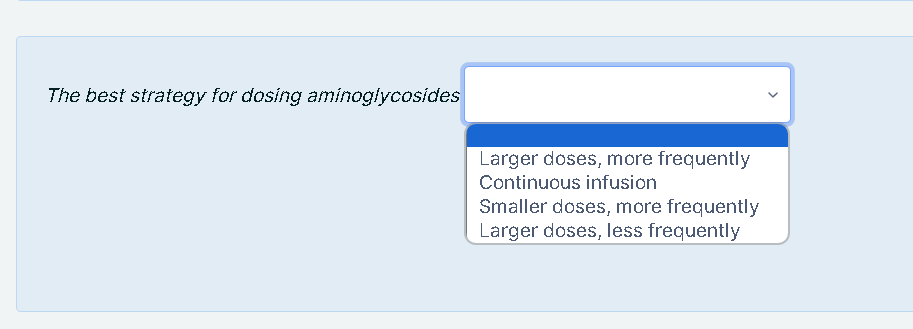 The best strategy for dosing aminoglycosides
Larger doses, more frequently
Continuous infusion
Smaller doses, more frequently
Larger doses, less frequently